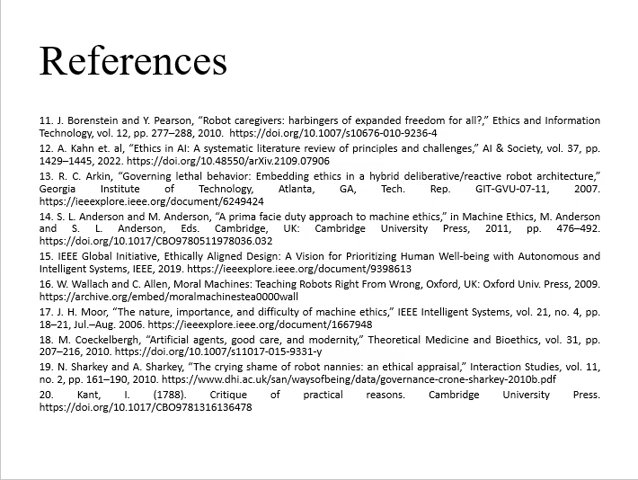 References
11. J. Borenstein and Y. Pearson, “Robot caregivers: harbingers of expanded freedom for all?,” Ethics and Information
Technology, vol. 12, pp. 277–288, 2010. https://doi.org/10.1007/s10676-010-9236-4
12. A. Kahn et. al, “Ethics in AI: A systematic literature review of principles and challenges,” AI & Society, vol. 37, pp.
1429–1445, 2022. https://doi.org/10.48550/arXiv.2109.07906
13. R. C. Arkin, “Governing lethal behavior: Embedding ethics in a hybrid deliberative/reactive robot architecture,”
Georgia Institute of Technology, Atlanta, GA, Tech. Rep. GIT-GVU-07-11, 2007.
https://ieeexplore.ieee.org/document/6249424
14. S. L. Anderson and M. Anderson, “A prima facie duty approach to machine ethics,” in Machine Ethics, M. Anderson
and S. L. Anderson, Eds. Cambridge, UK: Cambridge University Press, 2011, pp. 476–492.
https://doi.org/10.1017/CBO9780511978036.032
15. IEEE Global Initiative, Ethically Aligned Design: A Vision for Prioritizing Human Well-being with Autonomous and
Intelligent Systems, IEEE, 2019. https://ieeexplore.ieee.org/document/9398613
16. W. Wallach and C. Allen, Moral Machines: Teaching Robots Right From Wrong, Oxford, UK: Oxford Univ. Press, 2009.
https://archive.org/embed/moralmachinestea0000wall
17. J. H. Moor, “The nature, importance, and difficulty of machine ethics,” IEEE Intelligent Systems, vol. 21, no. 4, pp.
18–21, Jul.–Aug. 2006. https://ieeexplore.ieee.org/document/1667948
18. M. Coeckelbergh, “Artificial agents, good care, and modernity,” Theoretical Medicine and Bioethics, vol. 31, pp.
207–216, 2010. https://doi.org/10.1007/s11017-015-9331-y
19. N. Sharkey and A. Sharkey, “The crying shame of robot nannies: an ethical appraisal,” Interaction Studies, vol. 11,
no. 2, pp. 161–190, 2010. https://www.dhi.ac.uk/san/waysofbeing/data/governance-crone-sharkey-2010b.pdf
20. Kant, I. (1788). Critique of practical reasons. Cambridge University Press.
https://doi.org/10.1017/CBO9781316136478